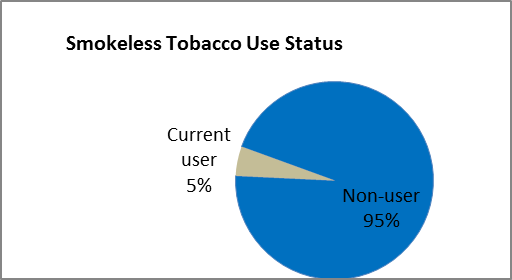 Smokeless Tobacco Use Status
Current
user
5%
Non-user
95%